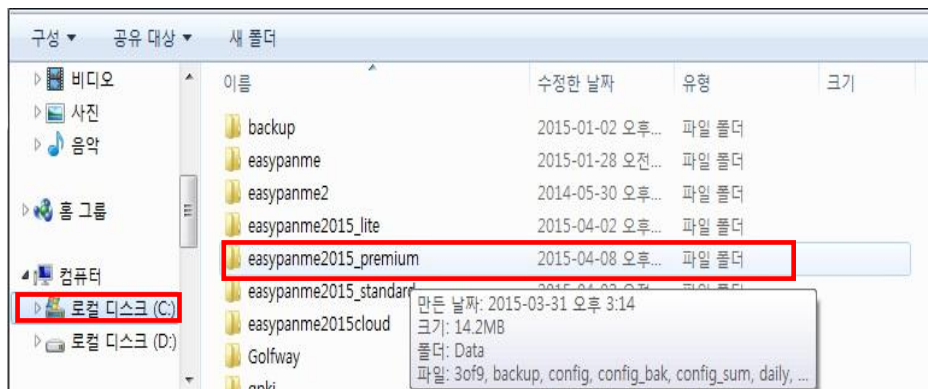 구성 ▼ 공유 대상 ▼ 새 폴더
비디오
사진
음악
홈 그룹
컴퓨터
로컬 디스크 (C:)
로컬 디스크 (D:)
이름 수정한 날짜 유형 크기
backup 2015-01-02 오후... 파일 폴더
easypanme 2015-01-28 오전... 파일 폴더
easypanme2 2014-05-30 오후... 파일 폴더
easypanme2015_lite 2015-04-02 오후... 파일 폴더
easypanme2015_premium 2015-04-08 오후... 파일 폴더
easypanme2015_standard
easypanme2015cloud
Golfway
만든 날짜: 2015-03-31 오후 3:14
크기: 14.2MB
폴더: Data
파일: 3of9, backup, config, config_bak, config_sum, daily, ...